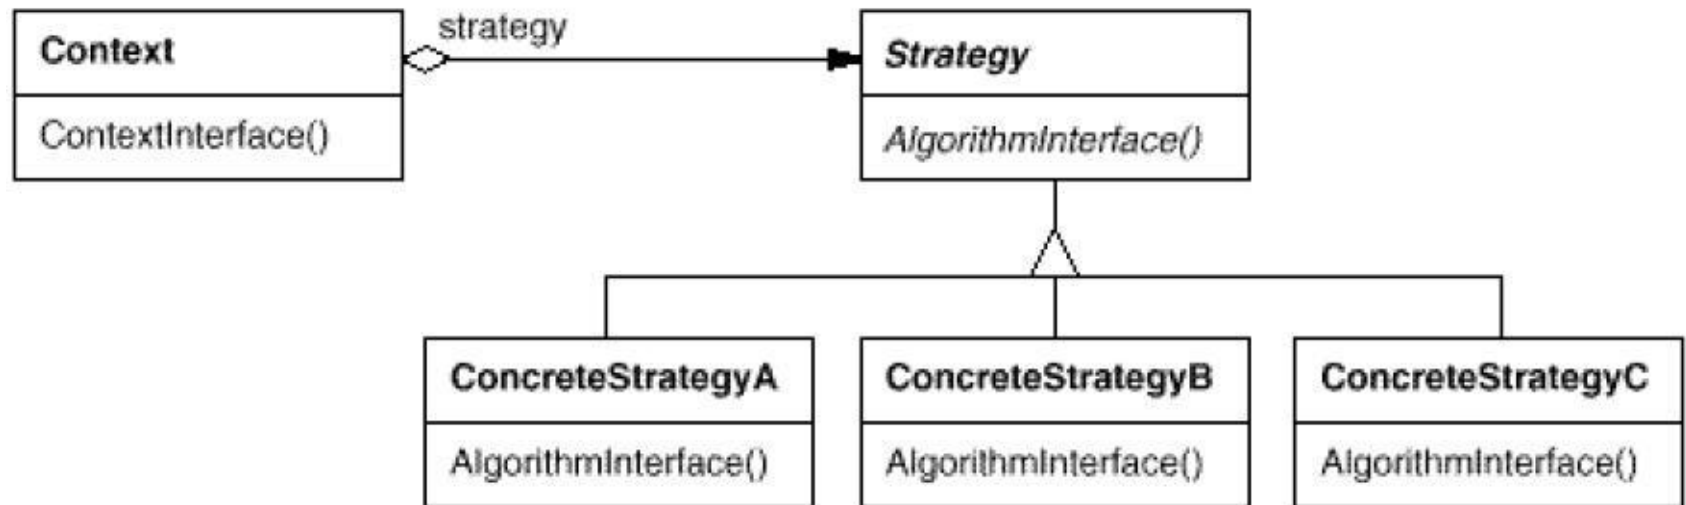 strategy
Context
ContextInterface()
Strategy
AlgorithmInterface()
ConcreteStrategyA
AlgorithmInterface()
ConcreteStrategyB
AlgorithmInterface()
ConcreteStrategyC
AlgorithmInterface()